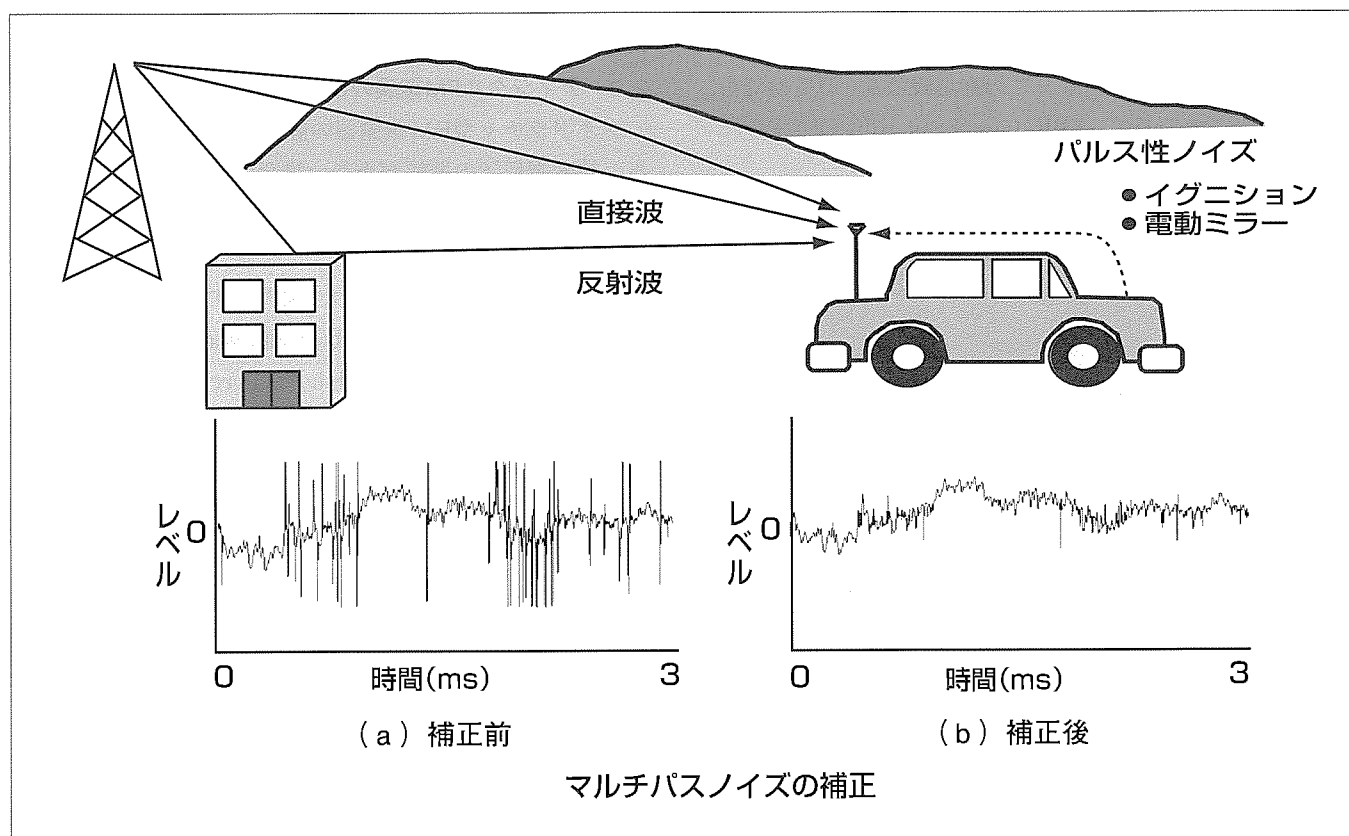 パルス性ノイズ
●イグニション
●電動ミラー
直接波
反射波
レベル
0
0
時間(ms)
3
(a)補正前
レベル
0
0
時間(ms)
3
(b)補正後
マルチパスノイズの補正